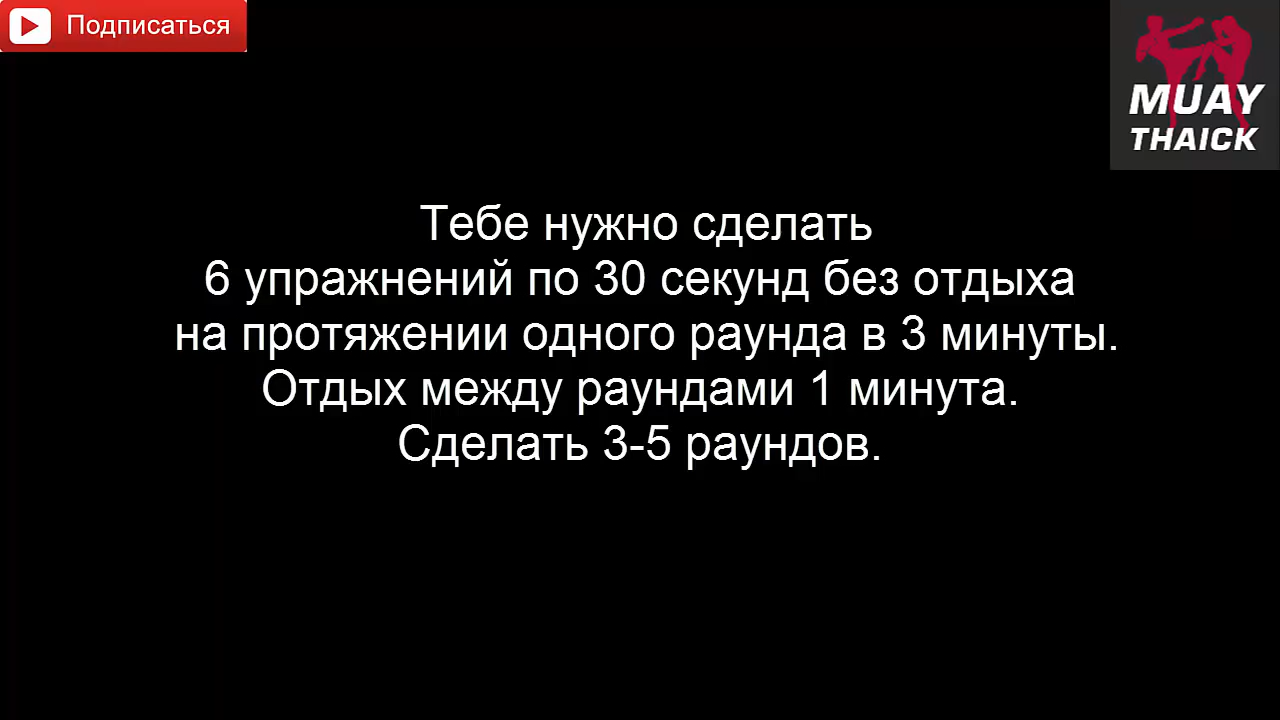 Подписаться
MUAY
THAICK
Тебе нужно сделать
6 упражнений по 30 секунд без отдыха
на протяжении одного раунда в 3 минуты.
Отдых между раундами 1 минута.
Сделать 3-5 раундов.